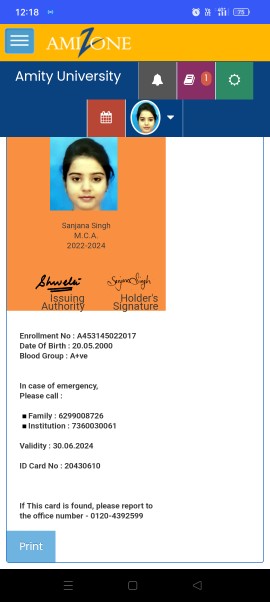 12:18
75
AMIZONE
Amity University
1
Sanjana Singh
M.C.A.
2022-2024
Shweta
Sanjana Singh
Issuing Authority
Holder's Signature
Enrollment No : A453145022017
Date Of Birth : 20.05.2000
Blood Group : A+ve
In case of emergency,
Please call :
■ Family : 6299008726
■ Institution : 7360030061
Validity : 30.06.2024
ID Card No : 20430610
If This card is found, please report to
the office number - 0120-4392599
Print